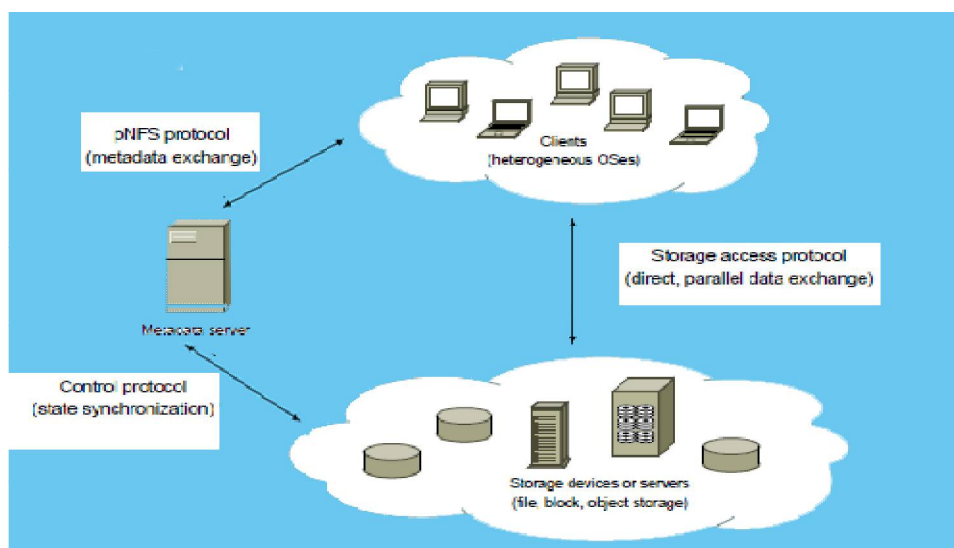 pNFS protocol
(metadata exchange)
Clients
(heterogeneous OSes)
Storage access protocol
(direct, parallel data exchange)
Metadata server
Control protocol
(state synchronization)
Storage devices or servers
(file, block, object storage)